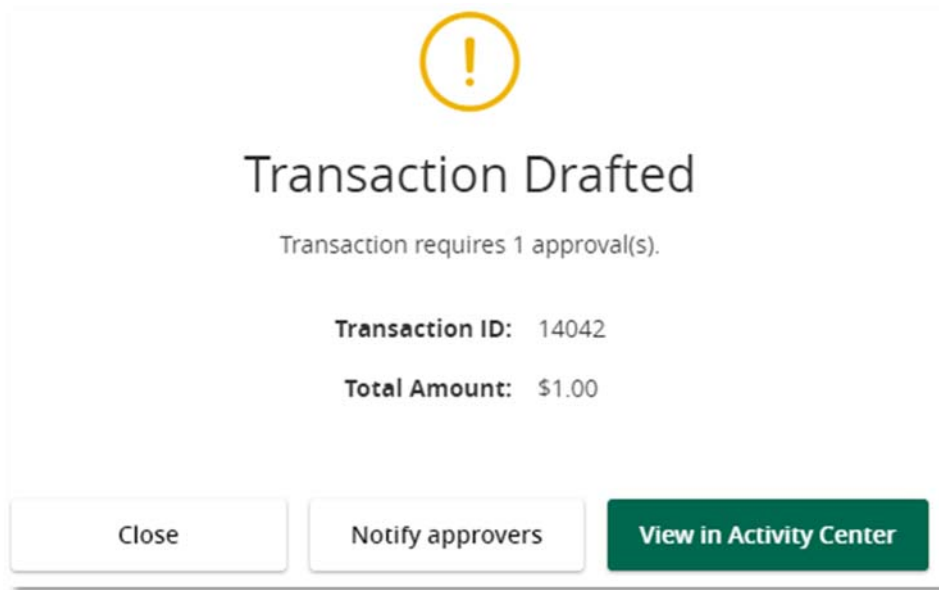 Transaction Drafted
Transaction requires 1 approval(s).
Transaction ID: 14042
Total Amount: $1.00
Close Notify approvers View in Activity Center